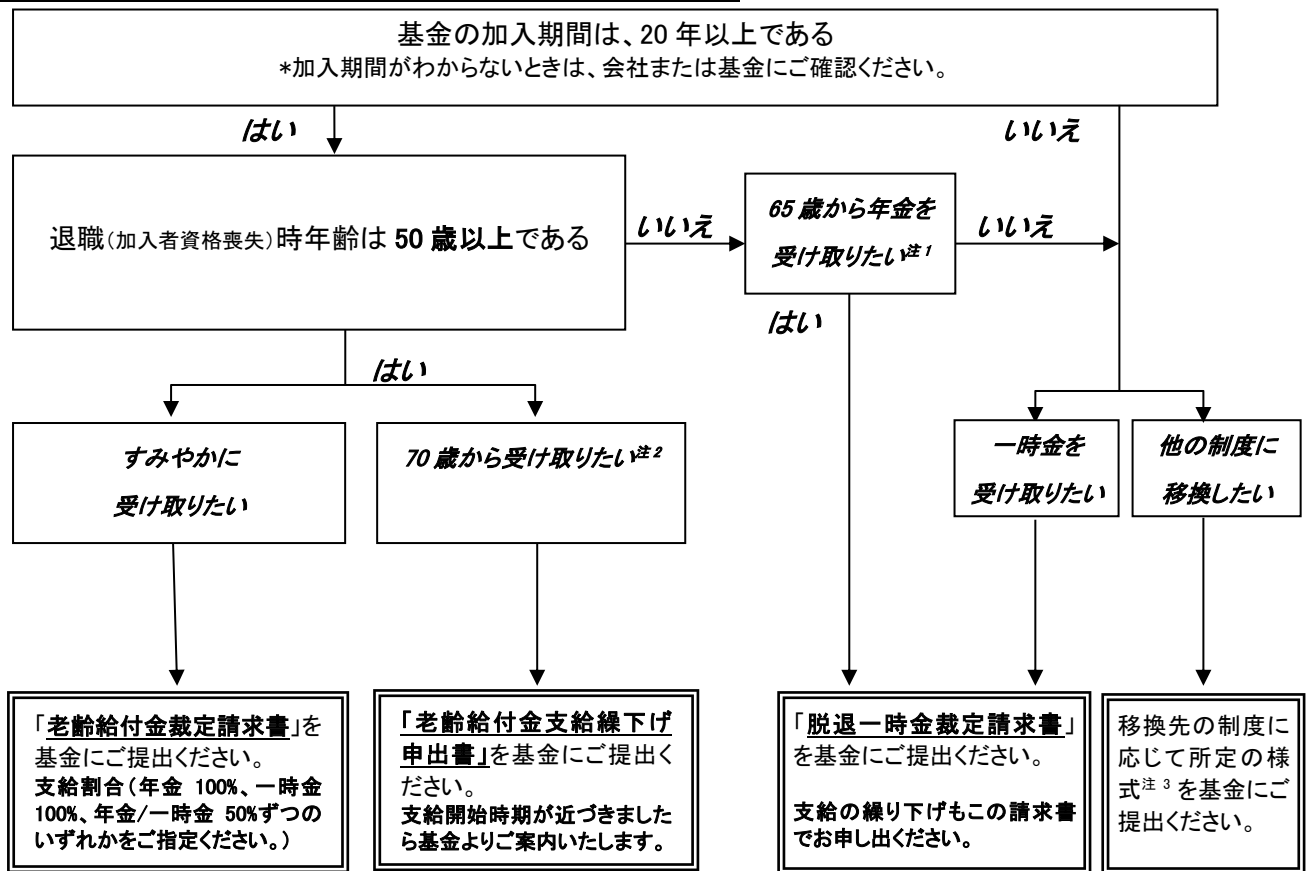 基金の加入期間は、20 年以上である
*加入期間がわからないときは、会社または基金にご確認ください。
はい
いいえ
退職(加入者資格喪失)時年齢は 50 歳以上である
いいえ
65 歳から年金を
受け取りたい注1
いいえ
はい
はい
すみやかに
受け取りたい
70 歳から受け取りたい注2
一時金を
受け取りたい
他の制度に
移換したい
「老齢給付金裁定請求書」を
基金にご提出ください。
支給割合(年金 100%、一時金
100%、年金/一時金 50%ずつの
いずれかをご指定ください。)
「老齢給付金支給繰下げ
申出書」を基金にご提出く
ださい。
支給開始時期が近づきました
ら基金よりご案内いたします。
「脱退一時金裁定請求書」
を基金にご提出ください。
支給の繰り下げもこの請求書
でお申し出ください。
移換先の制度に
応じて所定の様
式注3を基金にご
提出ください。